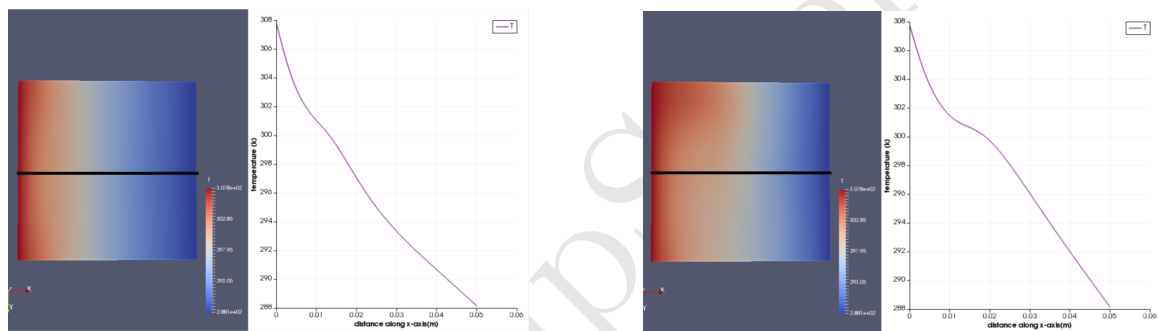 308
306
304
302
300
298
296
294
292
290
288
0.00
0.01
0.02
0.03
0.04
0.05
0.06
temperature (k)
distance along x-axis(m)
T
T
3.078e+02
302.85
297.95
293.05
2.881e+02
X
Y
308
306
304
302
300
298
296
294
292
290
288
0.00
0.01
0.02
0.03
0.04
0.05
0.06
temperature (k)
distance along x-axis(m)
T
T
3.078e+02
302.85
297.95
293.05
2.881e+02
X
Y